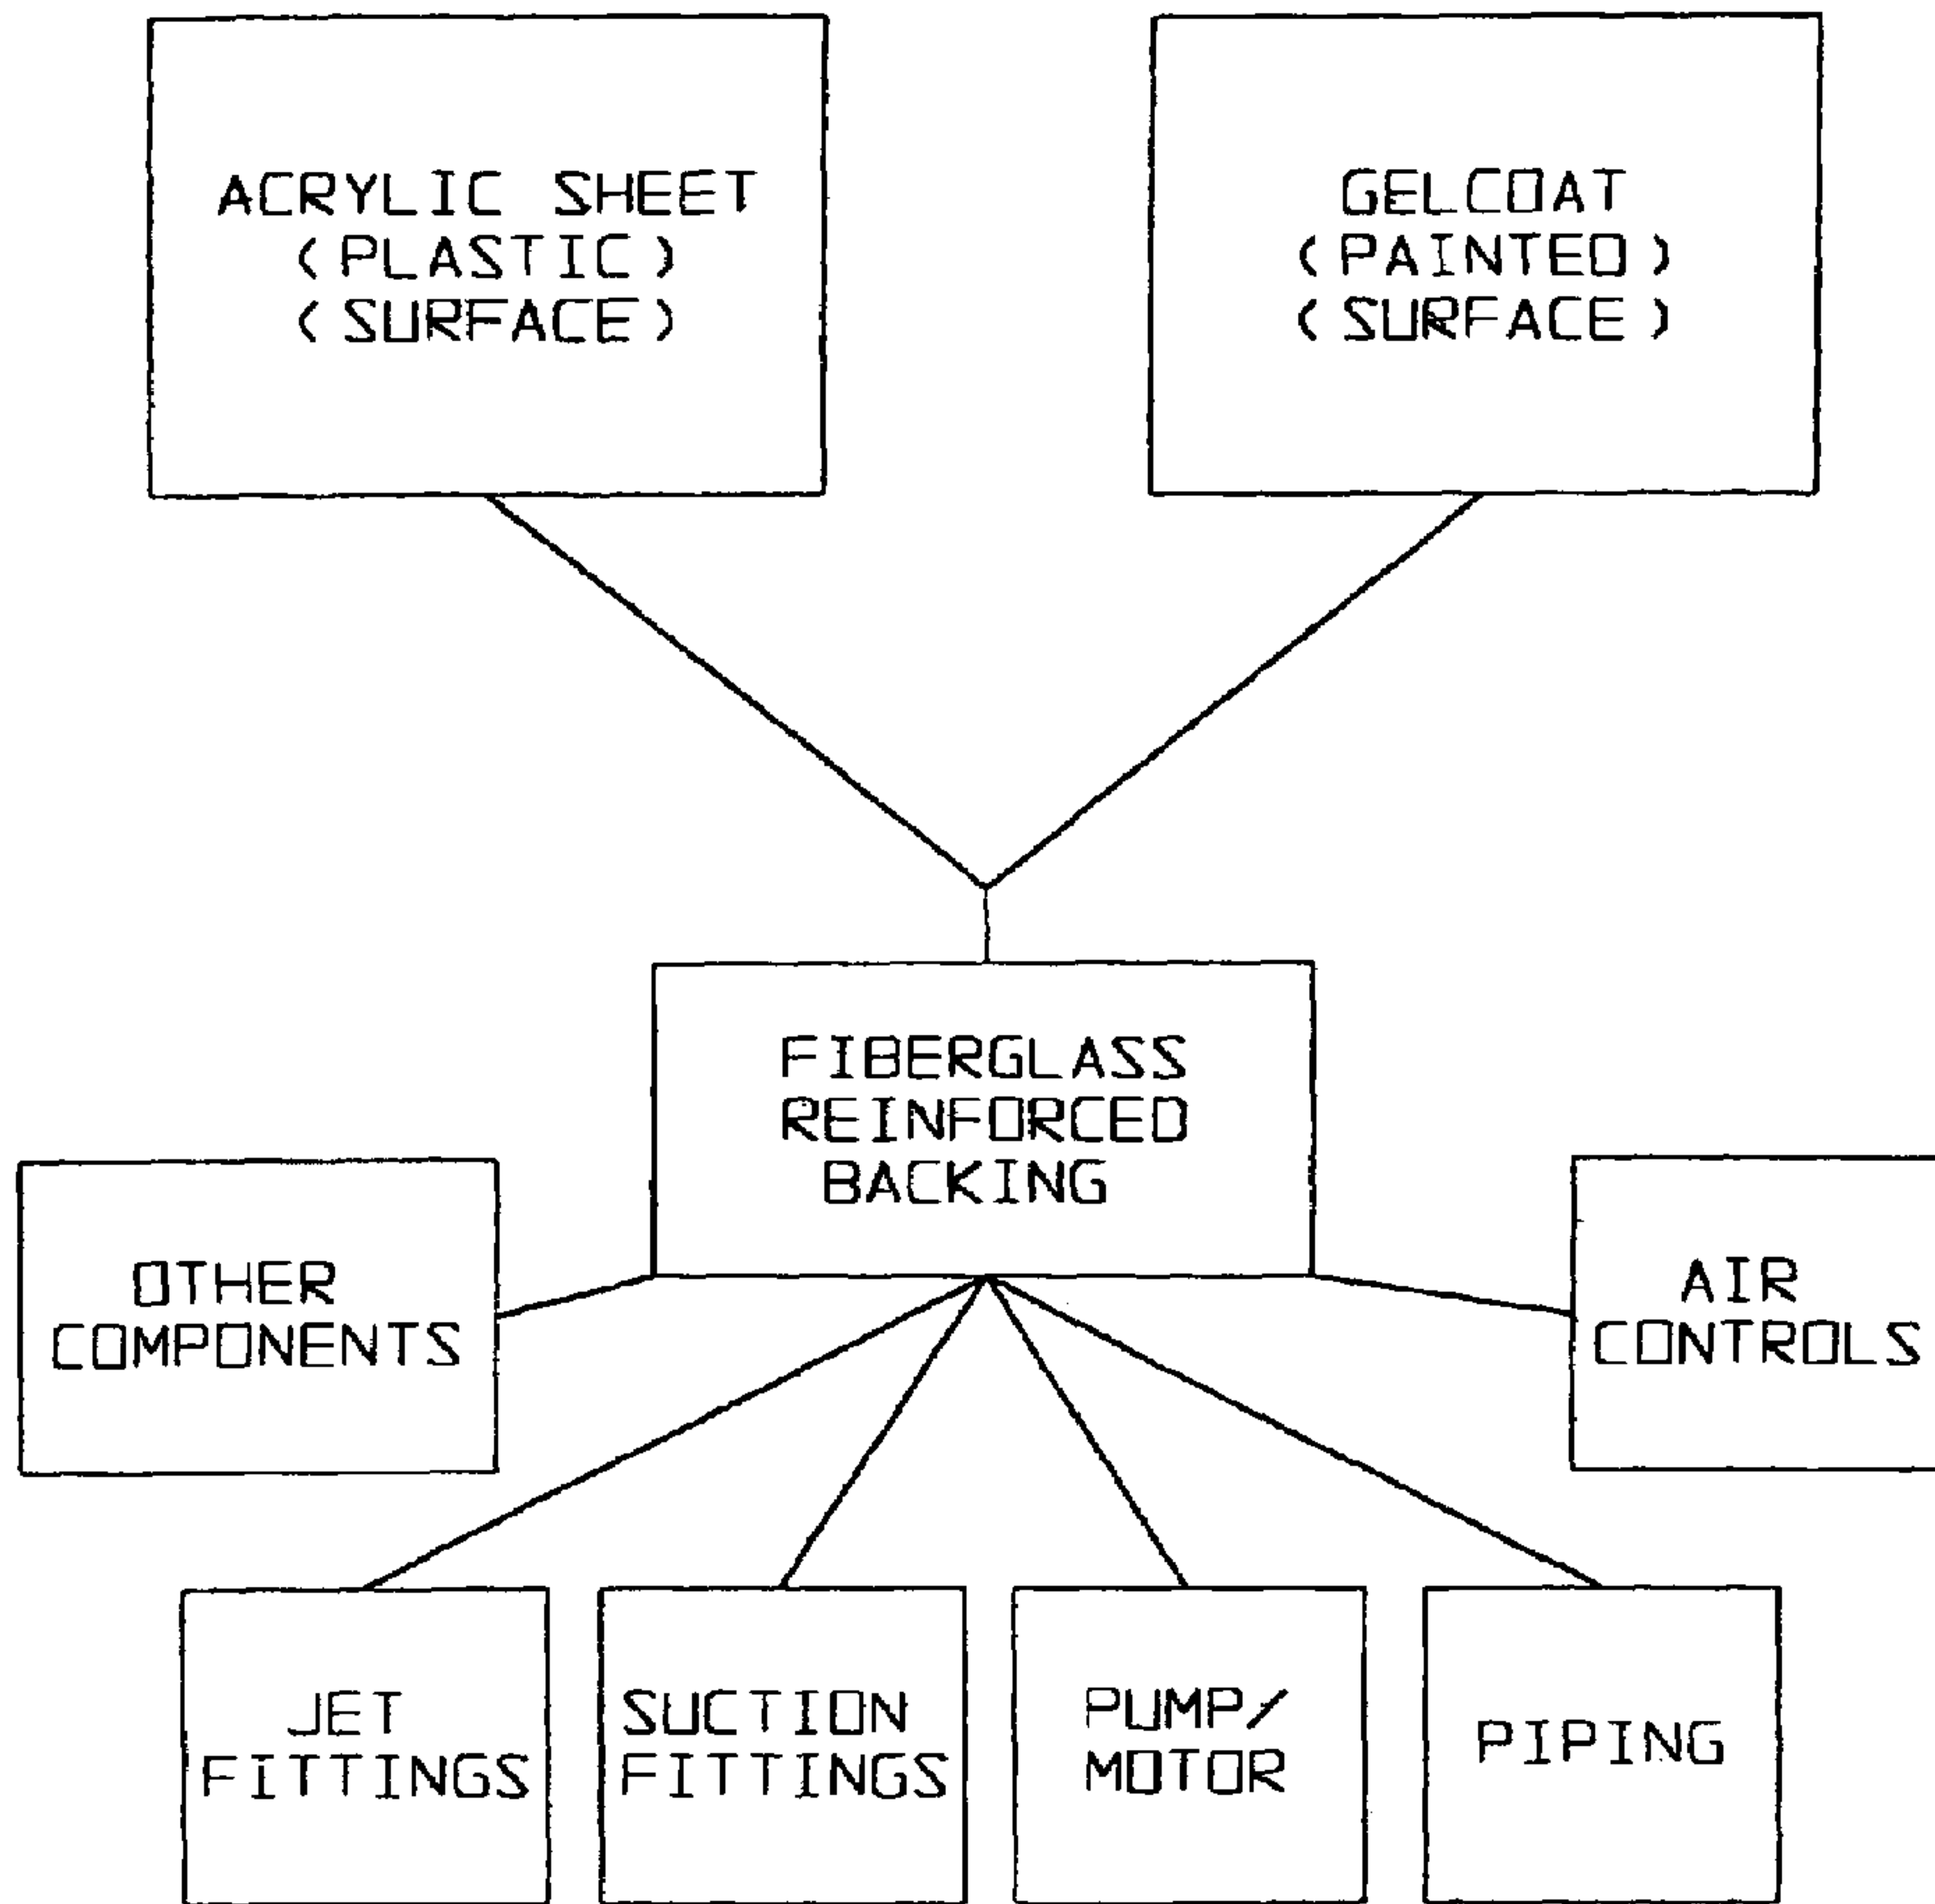 ACRYLIC SHEET
(PLASTIC)
(SURFACE)
GELCOAT
(PAINTED)
(SURFACE)
FIBERGLASS
REINFORCED
BACKING
OTHER
COMPONENTS
AIR
CONTROLS
JET
FITTINGS
SUCTION
FITTINGS
PUMP/
MOTOR
PIPING